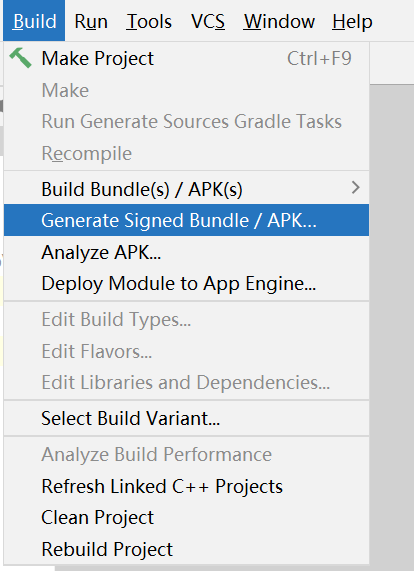 Build Run Tools VCS Window Help
Make Project Ctrl+F9
Make
Run Generate Sources Gradle Tasks
Recompile
Build Bundle(s) / APK(s)
Generate Signed Bundle / APK...
Analyze APK...
Deploy Module to App Engine...
Edit Build Types...
Edit Flavors...
Edit Libraries and Dependencies...
Select Build Variant...
Analyze Build Performance
Refresh Linked C++ Projects
Clean Project
Rebuild Project